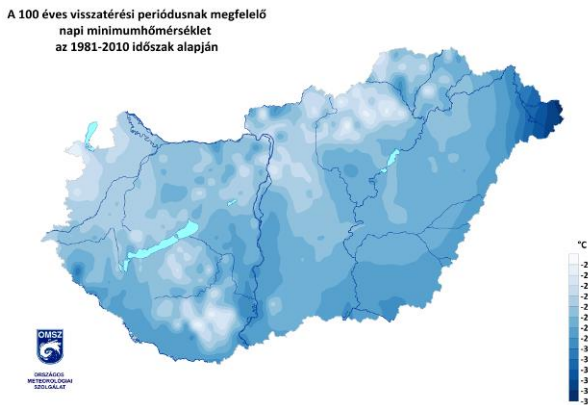 A 100 éves visszatérési periódusnak megfelelő
napi minimumhőmérséklet
az 1981-2010 időszak alapján
°C
OMSZ
ORSZÁGOS
METEOROLÓGIAI
SZOLGÁLAT